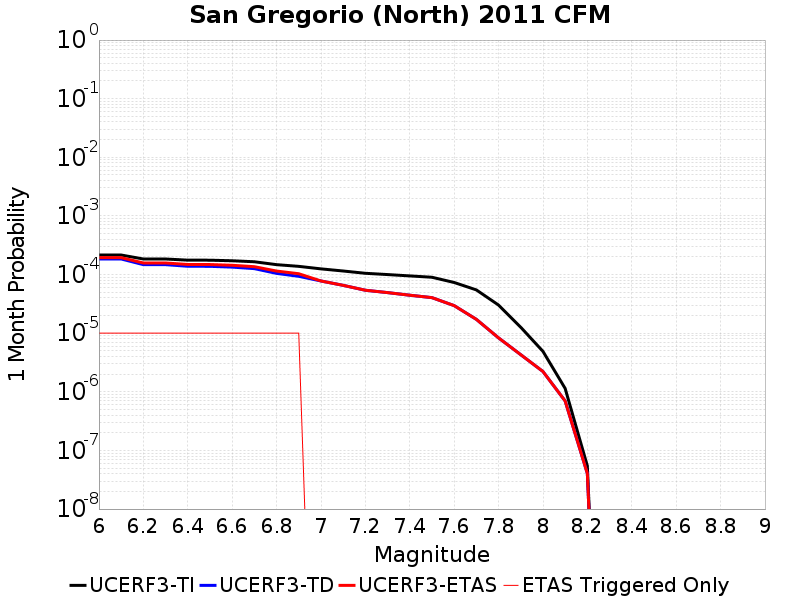 San Gregorio (North) 2011 CFM
1 Month Probability
10^0
10^-1
10^-2
10^-3
10^-4
10^-5
10^-6
10^-7
10^-8
6 6.2 6.4 6.6 6.8 7 7.2 7.4 7.6 7.8 8 8.2 8.4 8.6 8.8 9
Magnitude
UCERF3-TI UCERF3-TD UCERF3-ETAS ETAS Triggered Only